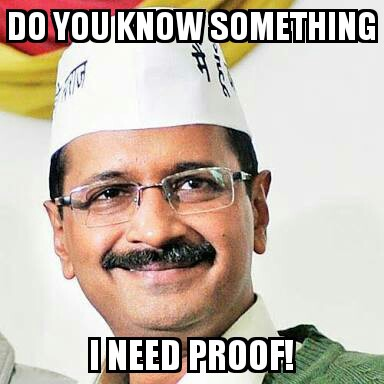 DO YOU KNOW SOMETHING
मैं
I NEED PROOF!